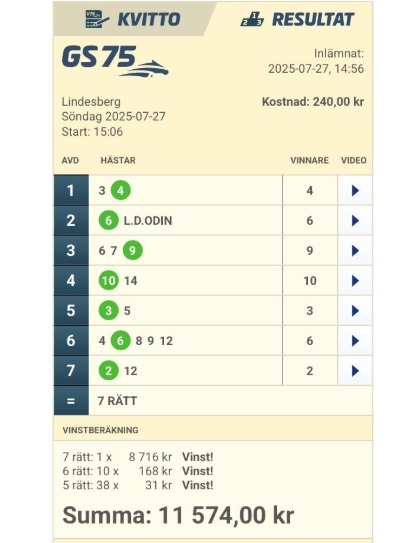 KVITTO
RESULTAT
GS75
Inlämnat:
2025-07-27, 14:56
Lindesberg
Söndag 2025-07-27
Start: 15:06
Kostnad: 240,00 kr
AVD HÄSTAR VINNARE VIDEO
1 3 4 4
2 6 L.D.ODIN 6
3 6 7 9 9
4 10 14 10
5 3 5 3
6 4 6 8 9 12 6
7 2 12 2
= 7 RÄTT
VINSTBERÄKNING
7 rätt: 1 x 8 716 kr Vinst!
6 rätt: 10 x 168 kr Vinst!
5 rätt: 38 x 31 kr Vinst!
Summa: 11 574,00 kr